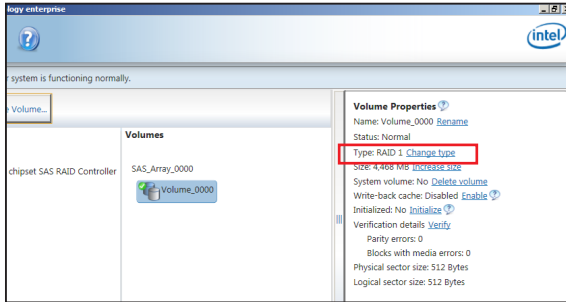 ology enterprise
?
intel
r system is functioning normally.
e Volume...
Volumes
chipset SAS RAID Controller
SAS_Array_0000
Volume_0000
Volume Properties ?
Name: Volume_0000 Rename
Status: Normal
Type: RAID 1 Change type
Size: 4,468 MB Increase size
System volume: No Delete volume
Write-back cache: Disabled Enable ?
Initialized: No Initialize ?
Verification details Verify
Parity errors: 0
Blocks with media errors: 0
Physical sector size: 512 Bytes
Logical sector size: 512 Bytes